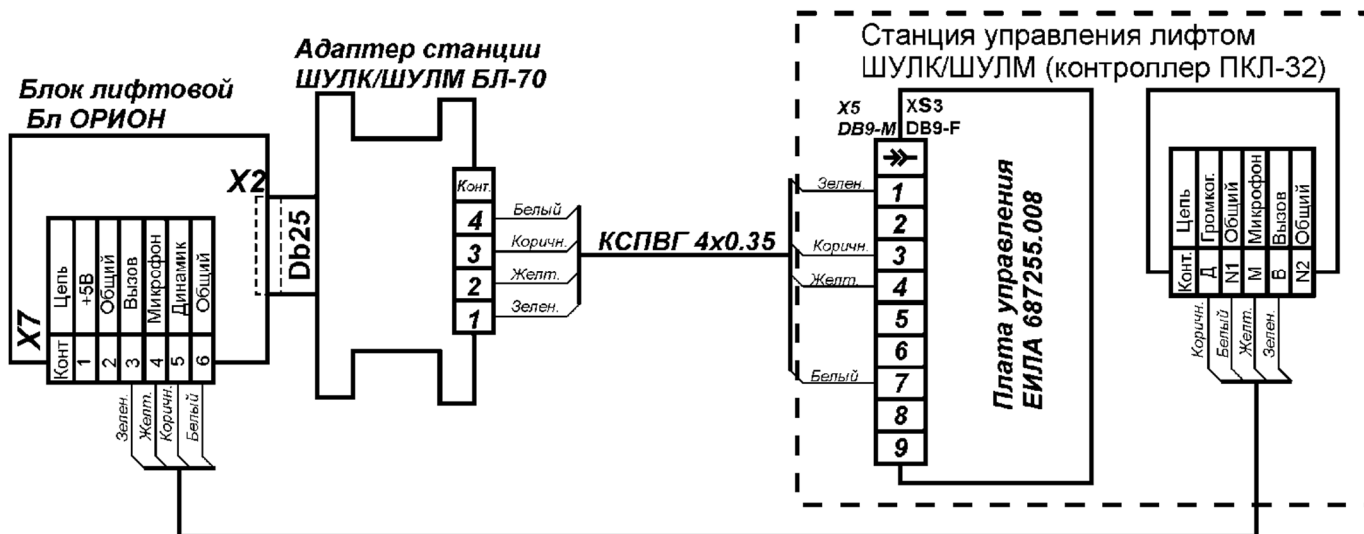 Блок лифтовой
Бл ОРИОН
X7
Конт Цепь
1 +5В
2 Общий
3 Вызов
4 Микрофон
5 Динамик
6 Общий
Зелен.
Желт.
Коричн.
Белый
X2
Db25
Адаптер станции
ШУЛК/ШУЛМ БЛ-70
Конт.
4 Белый
3 Коричн.
2 Желт.
1 Зелен.
КСПВГ 4х0.35
Станция управления лифтом
ШУЛК/ШУЛМ (контроллер ПКЛ-32)
X5 XS3
DB9-M DB9-F
Зелен. 1
2
Коричн. 3
Желт. 4
5
6
Белый 7
8
9
Плата управления
ЕИЛА 687255.008
Конт. Цепь
Д Громког.
N1 Общий
М Микрофон
В Вызов
N2 Общий
Коричн.
Белый
Желт.
Зелен.